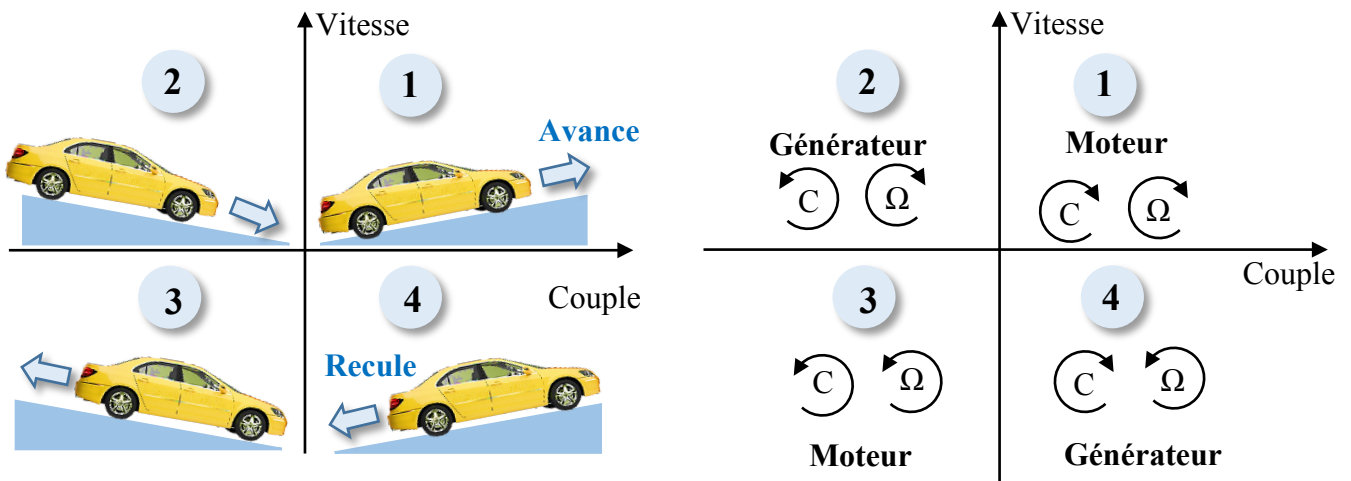 Vitesse
2
1
Avance
Couple
3
4
Recule
Vitesse
2
1
Générateur
Moteur
C
Ω
C
Ω
Couple
3
4
C
Ω
C
Ω
Moteur
Générateur